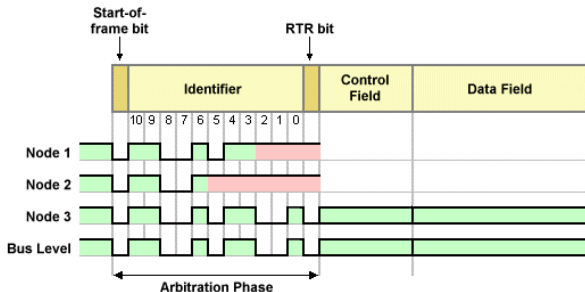 Start-of-
frame bit
RTR bit
Identifier
Control
Field
Data Field
10 9 8 7 6 5 4 3 2 1 0
Node 1
Node 2
Node 3
Bus Level
Arbitration Phase